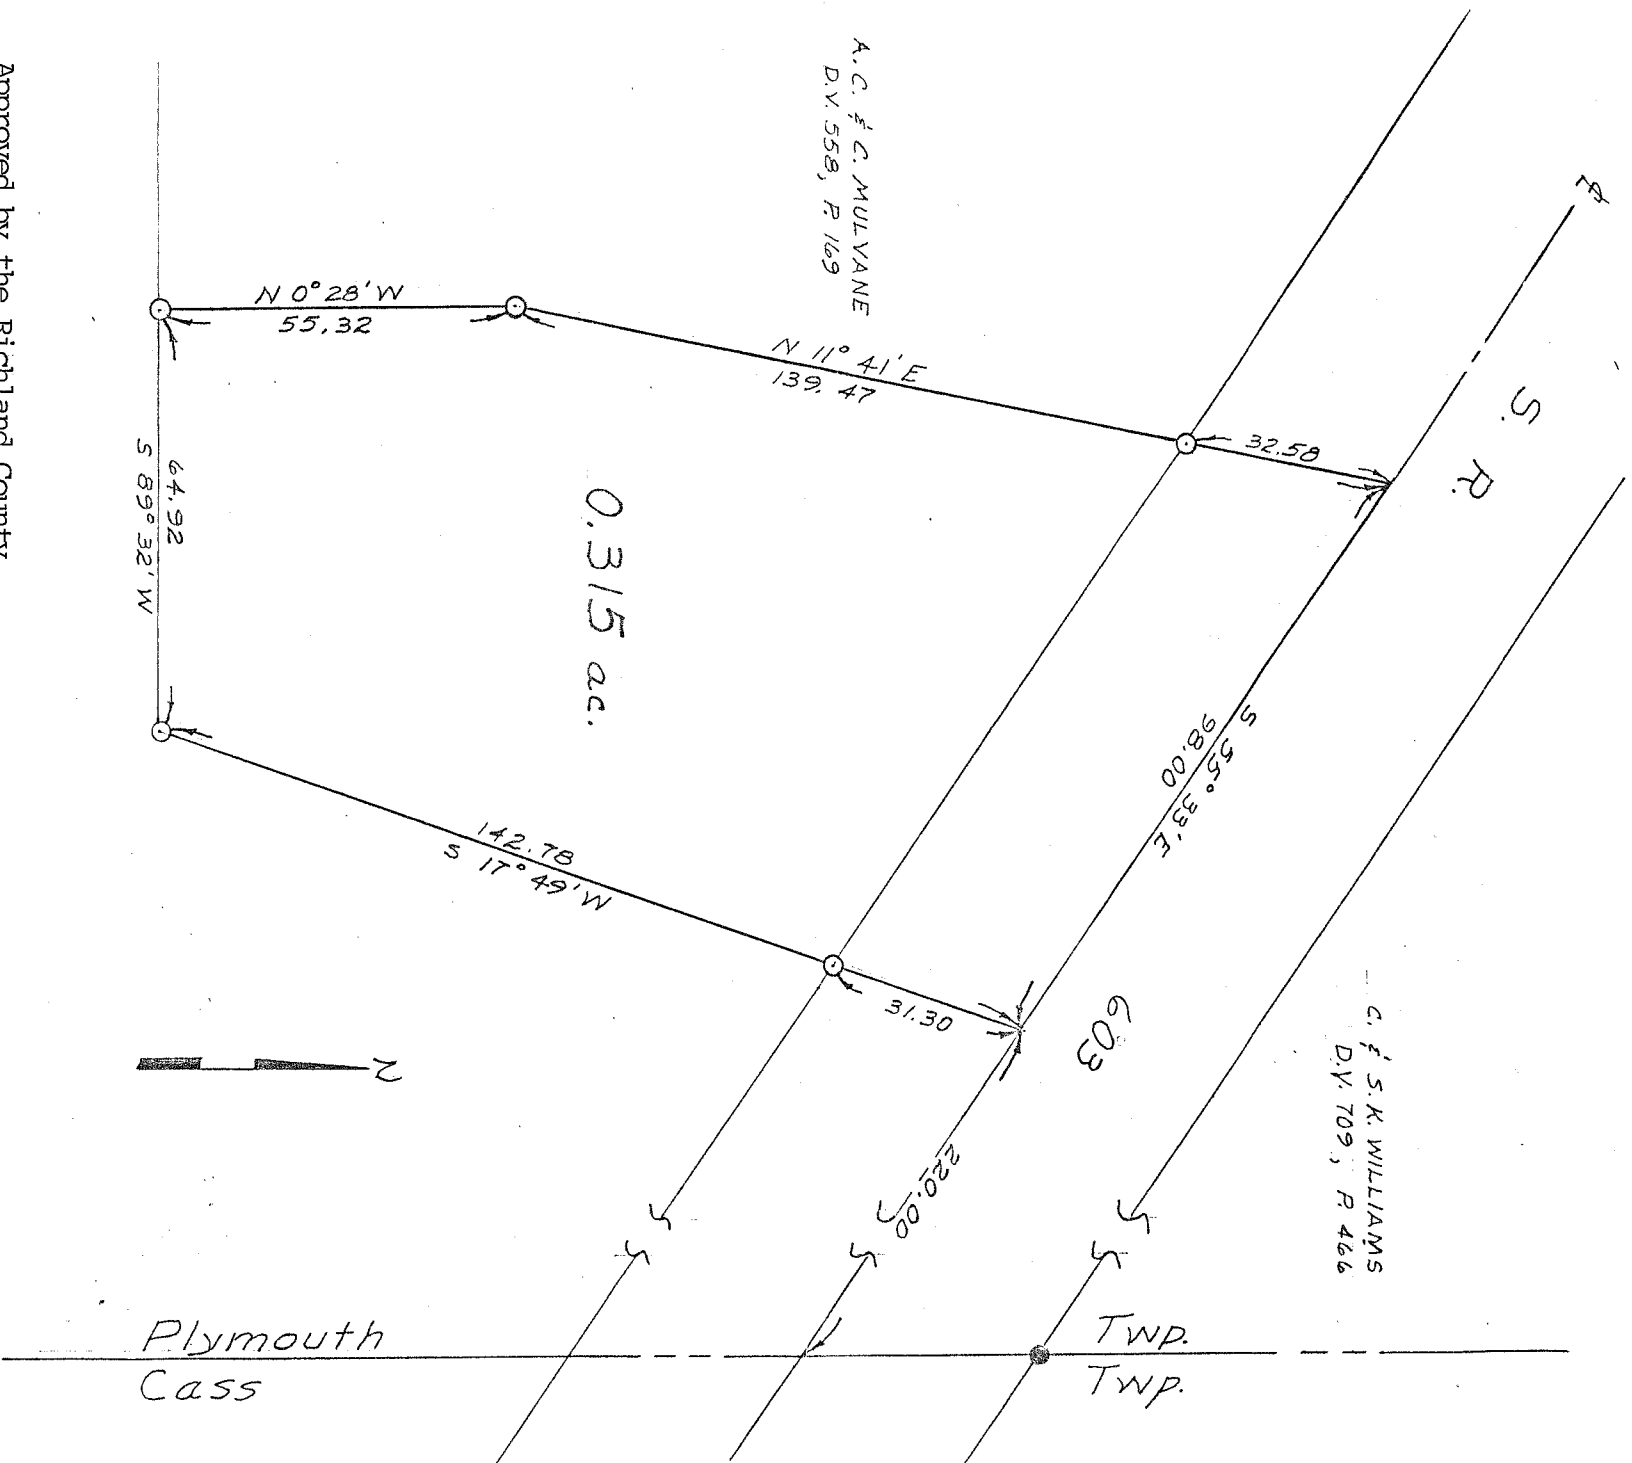 A. C. & C. MULVANE
D.V. 558, P. 169
℄
S. R.
603
N 0° 28' W
55.32
N 11° 41' E
139.47
32.58
S 55° 33' E
98.00
0.315 ac.
64.92
S 89° 32' W
142.78
S 17° 49' W
31.30
220.00
C. & S.K. WILLIAMS
D.V. 709, P. 466
N
Plymouth Twp.
Cass Twp.
Approved by the Richland County